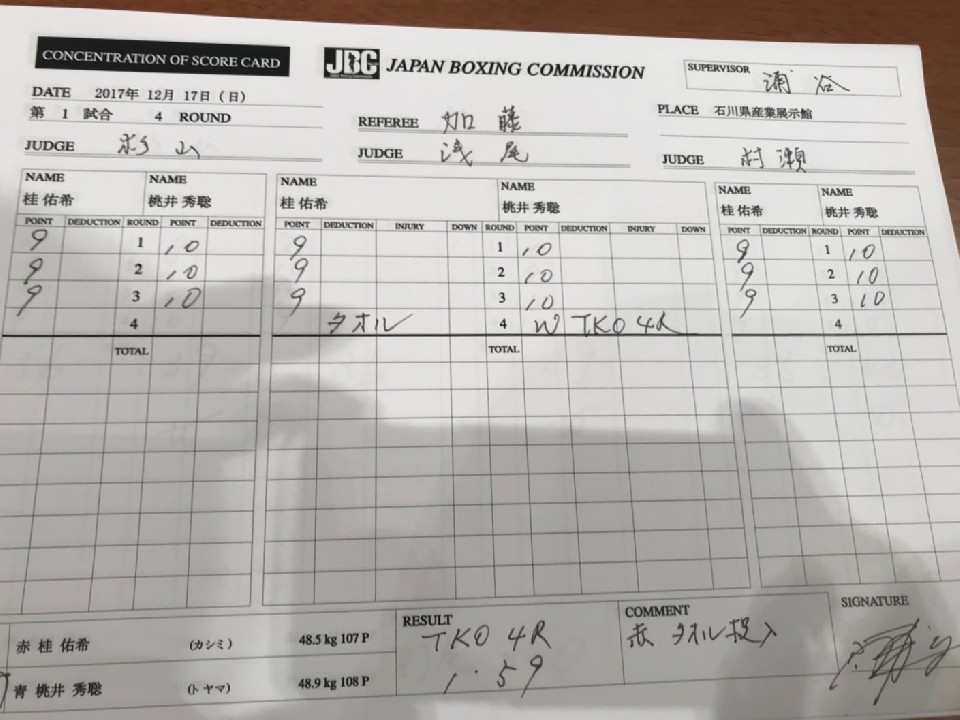 CONCENTRATION OF SCORE CARD
JBC JAPAN BOXING COMMISSION
SUPERVISOR 浦谷
DATE 2017年 12月 17日(日)
第 1 試合 4 ROUND
REFEREE 加藤
PLACE 石川県産業展示館
JUDGE 杉山
JUDGE 浅尾
JUDGE 村瀬
NAME NAME NAME NAME NAME NAME
桂 佑希 桃井 秀聡 桂 佑希 桃井 秀聡 桂 佑希 桃井 秀聡
POINT DEDUCTION ROUND POINT DEDUCTION POINT DEDUCTION INJURY DOWN ROUND POINT DEDUCTION INJURY DOWN POINT DEDUCTION ROUND POINT DEDUCTION
9 1 10 9 1 10 9 1 10
9 2 10 9 2 10 9 2 10
9 3 10 9 3 10 9 3 10
4 タオル 4 W TKO 4R 4
TOTAL TOTAL TOTAL
赤 桂 佑希 (カシミ) 48.5 kg 107 P
青 桃井 秀聡 (トヤマ) 48.9 kg 108 P
RESULT
TKO 4R
1:59
COMMENT
赤 タオル投入
SIGNATURE